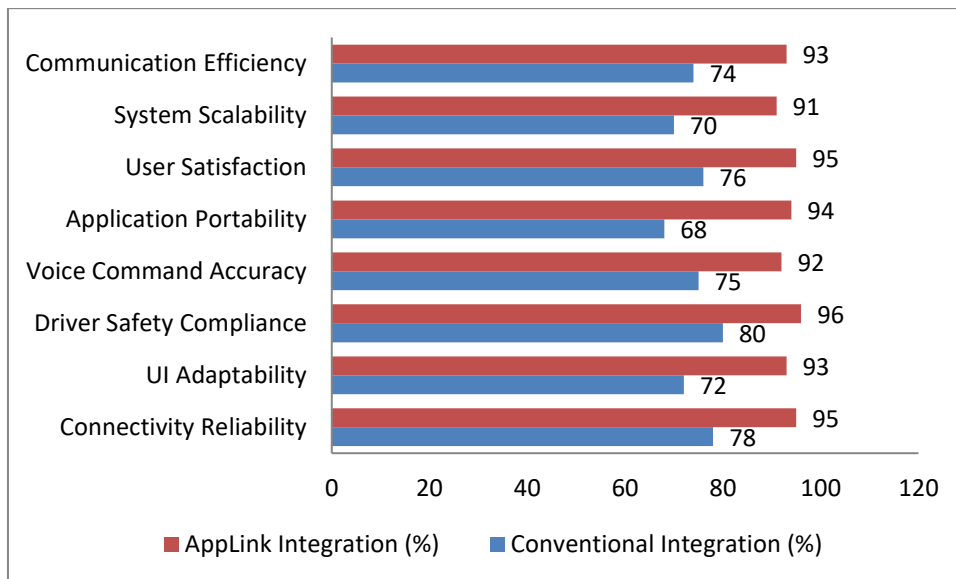 Communication Efficiency
93
74
System Scalability
91
70
User Satisfaction
95
76
Application Portability
94
68
Voice Command Accuracy
92
75
Driver Safety Compliance
96
80
UI Adaptability
93
72
Connectivity Reliability
95
78
0 20 40 60 80 100 120
AppLink Integration (%) Conventional Integration (%)